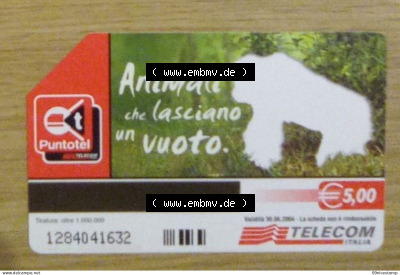 Animali
che lasciano
un vuoto.
( www.embmv.de )
Puntotel
€5,00
( www.embmv.de )
Tiratura: oltre 1.000.000
Validità 30.06.2004 - La scheda non è rimborsabile
1284041632
TELECOM
ITALIA